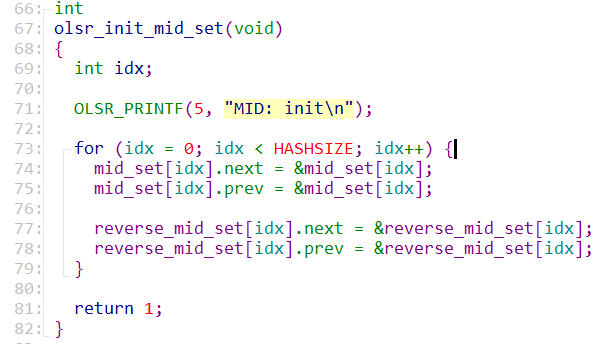 66: int
67: olsr_init_mid_set(void)
68: {
69:   int idx;
70:
71:   OLSR_PRINTF(5, "MID: init\n");
72:
73:   for (idx = 0; idx < HASHSIZE; idx++) {
74:     mid_set[idx].next = &mid_set[idx];
75:     mid_set[idx].prev = &mid_set[idx];
76:
77:     reverse_mid_set[idx].next = &reverse_mid_set[idx];
78:     reverse_mid_set[idx].prev = &reverse_mid_set[idx];
79:   }
80:
81:   return 1;
82: }